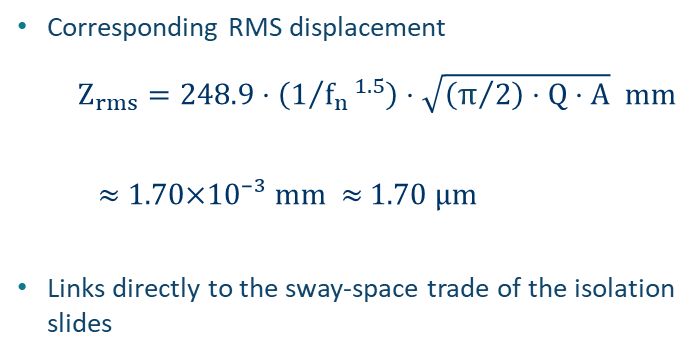 • Corresponding RMS displacement
Zrms = 248.9 · (1/fn 1.5) · √(π/2) · Q · A mm
≈ 1.70×10⁻³ mm ≈ 1.70 μm
• Links directly to the sway-space trade of the isolation
slides